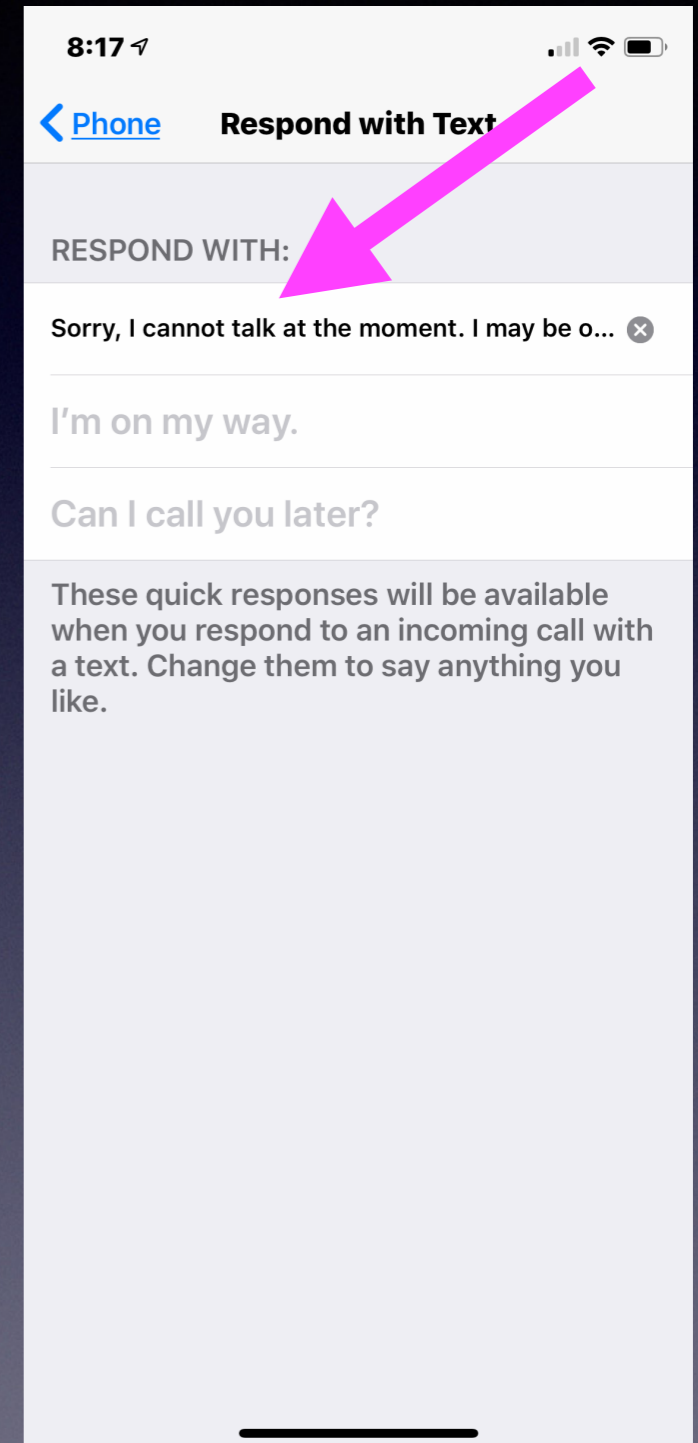 8:17
Phone
Respond with Text
RESPOND WITH:
Sorry, I cannot talk at the moment. I may be o...
I'm on my way.
Can I call you later?
These quick responses will be available
when you respond to an incoming call with
a text. Change them to say anything you
like.